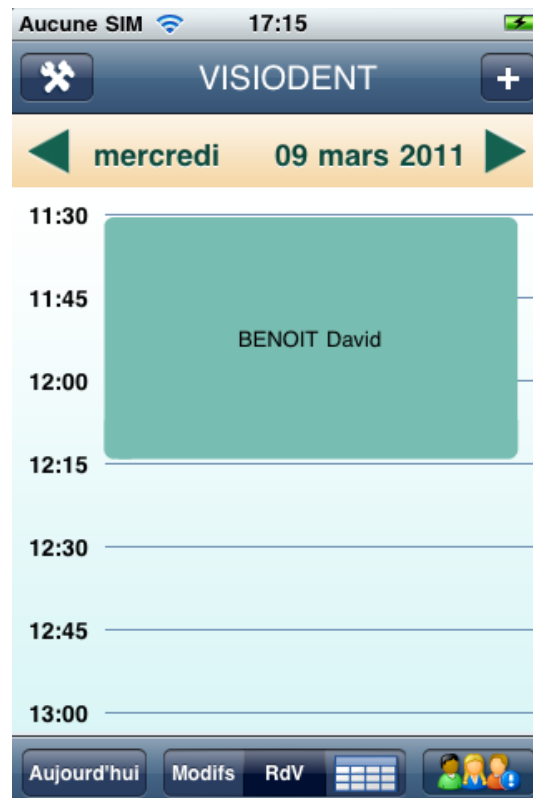 Aucune SIM 17:15
VISIODENT
+
mercredi 09 mars 2011
11:30
11:45
BENOIT David
12:00
12:15
12:30
12:45
13:00
Aujourd'hui Modifs RdV